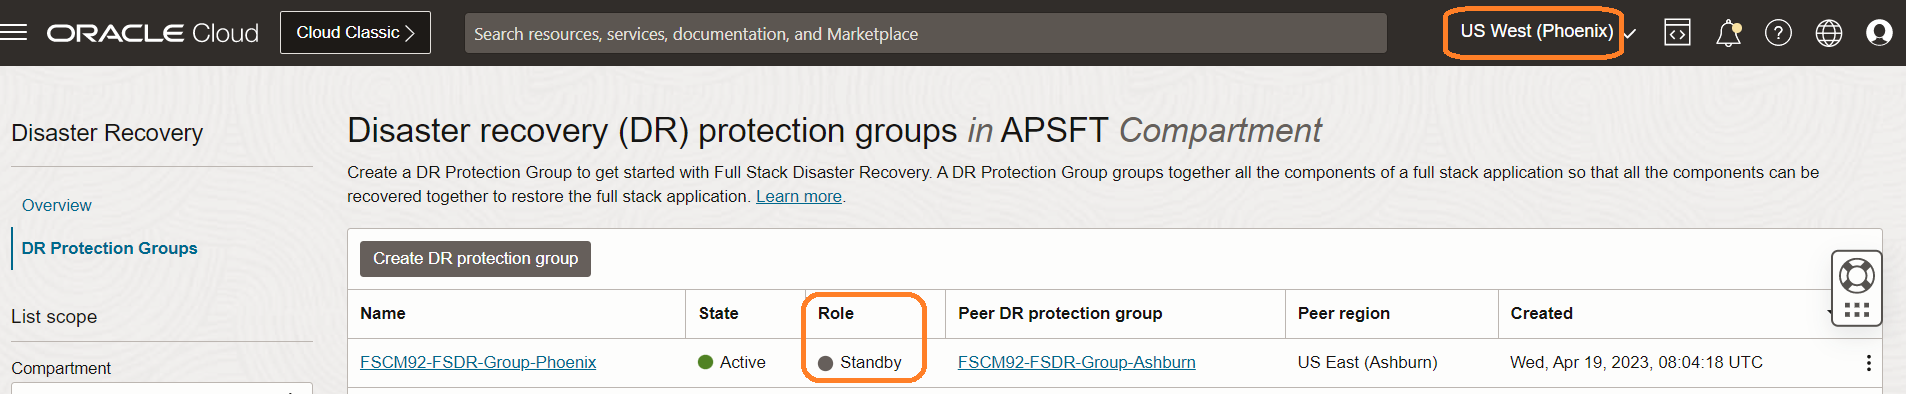 ORACLE Cloud
Cloud Classic >
Search resources, services, documentation, and Marketplace
US West (Phoenix)
Disaster Recovery
Overview
DR Protection Groups
List scope
Compartment
Disaster recovery (DR) protection groups in APSFT Compartment
Create a DR Protection Group to get started with Full Stack Disaster Recovery. A DR Protection Group groups together all the components of a full stack application so that all the components can be
recovered together to restore the full stack application. Learn more.
Create DR protection group
Name State Role Peer DR protection group Peer region Created
FSCM92-FSDR-Group-Phoenix Active Standby FSCM92-FSDR-Group-Ashburn US East (Ashburn) Wed, Apr 19, 2023, 08:04:18 UTC